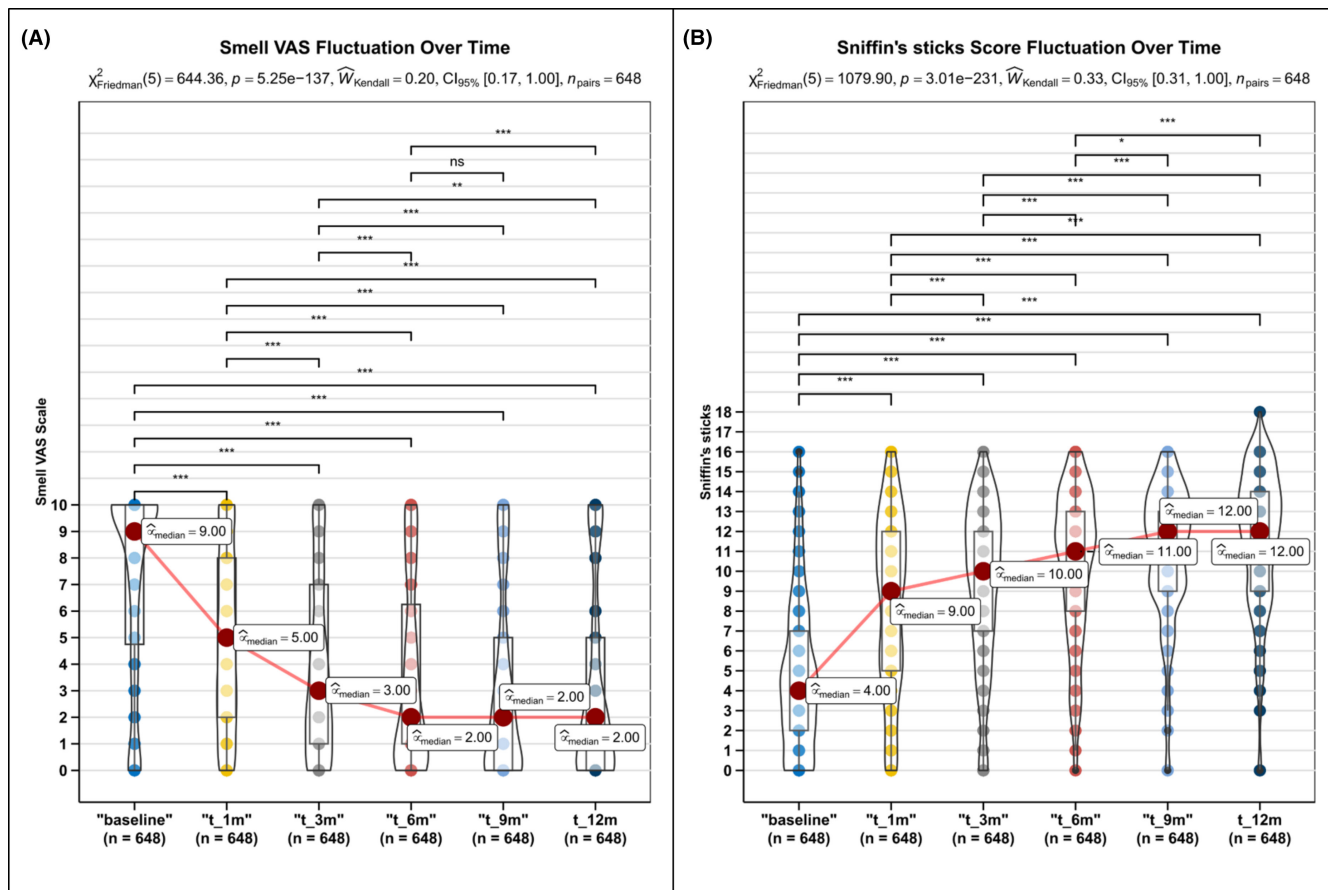 (A)
Smell VAS Fluctuation Over Time
χ²Friedman(5) = 644.36, p = 5.25e−137, ŴKendall = 0.20, CI95% [0.17, 1.00], npairs = 648
***
ns
**
***
***
***
***
***
***
***
***
***
***
***
Smell VAS Scale
10
9
8
7
6
5
4
3
2
1
0
μ̂median = 9.00
μ̂median = 5.00
μ̂median = 3.00
μ̂median = 2.00
μ̂median = 2.00
μ̂median = 2.00
"baseline"
(n = 648)
"t_1m"
(n = 648)
"t_3m"
(n = 648)
"t_6m"
(n = 648)
"t_9m"
(n = 648)
t_12m
(n = 648)
(B)
Sniffin's sticks Score Fluctuation Over Time
χ²Friedman(5) = 1079.90, p = 3.01e−231, ŴKendall = 0.33, CI95% [0.31, 1.00], npairs = 648
***
*
***
***
***
***
***
***
***
***
***
***
***
***
Sniffin's sticks
18
16
15
14
13
12
11
10
9
8
7
6
5
4
3
2
1
0
μ̂median = 4.00
μ̂median = 9.00
μ̂median = 10.00
μ̂median = 11.00
μ̂median = 12.00
μ̂median = 12.00
"baseline"
(n = 648)
"t_1m"
(n = 648)
"t_3m"
(n = 648)
"t_6m"
(n = 648)
"t_9m"
(n = 648)
t_12m
(n = 648)